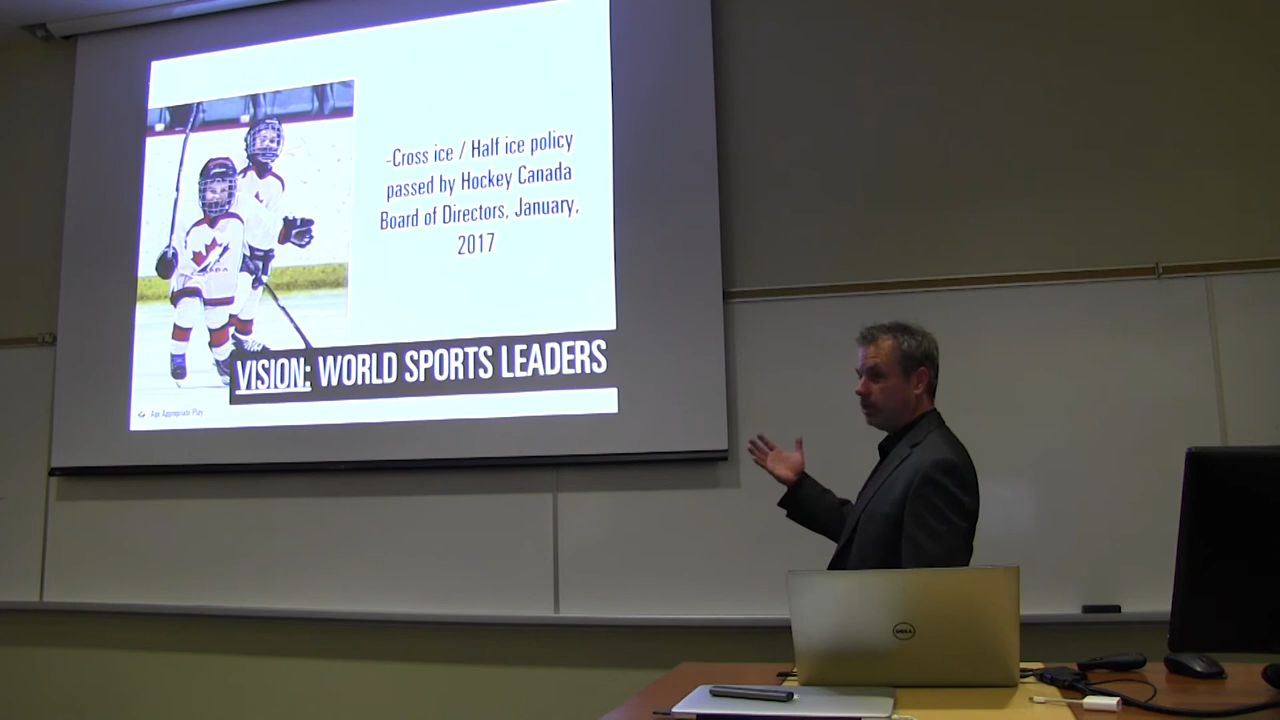 -Cross ice / Half ice policy
passed by Hockey Canada
Board of Directors, January,
2017
VISION: WORLD SPORTS LEADERS
Age Appropriate Play
DELL